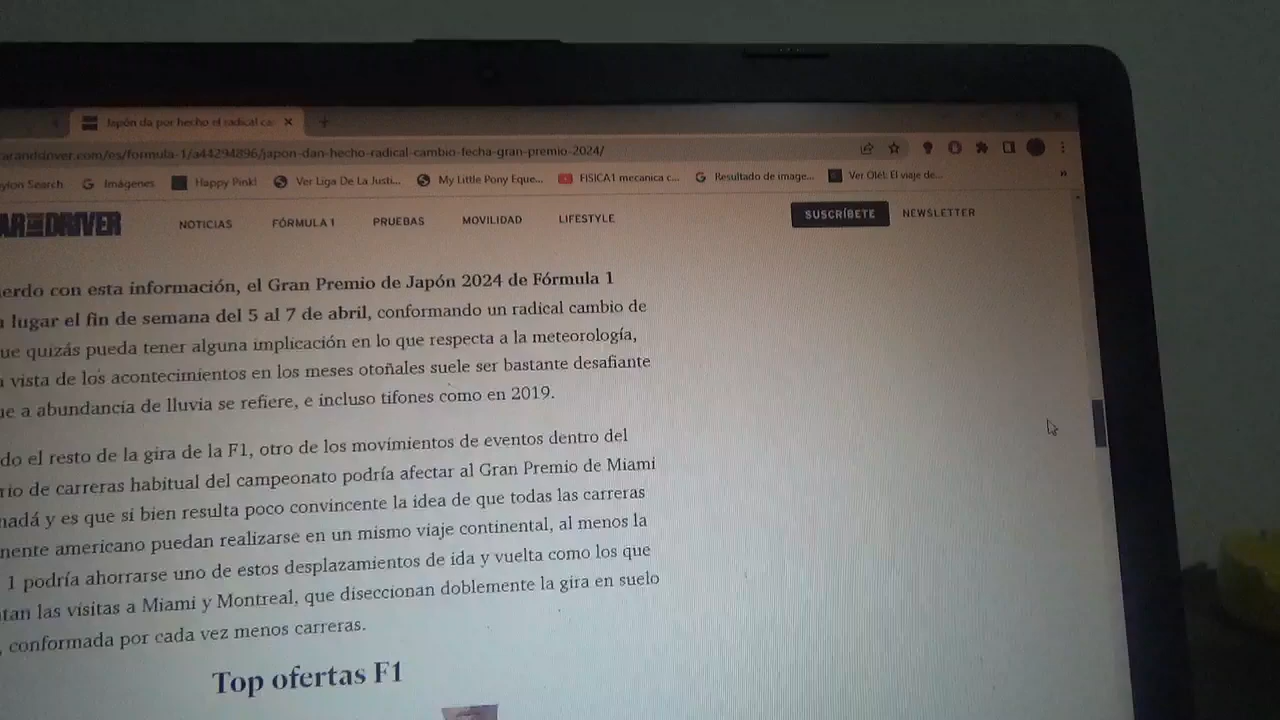 Japón da por hecho el radical ca
aranddriver.com/es/formula-1/a44294896/japon-dan-hecho-radical-cambio-fecha-gran-premio-2024/
ylon Search Imágenes Happy Pink! Ver Liga De La Justi... My Little Pony Eque... FISICA1 mecanica c... Resultado de image... Ver Olé!: El viaje de... »
AR AND DRIVER NOTICIAS FÓRMULA 1 PRUEBAS MOVILIDAD LIFESTYLE SUSCRÍBETE NEWSLETTER
erdo con esta información, el Gran Premio de Japón 2024 de Fórmula 1
lugar el fin de semana del 5 al 7 de abril, conformando un radical cambio de
ue quizás pueda tener alguna implicación en lo que respecta a la meteorología,
a vista de los acontecimientos en los meses otoñales suele ser bastante desafiante
ue a abundancia de lluvia se refiere, e incluso tifones como en 2019.
do el resto de la gira de la F1, otro de los movimientos de eventos dentro del
rio de carreras habitual del campeonato podría afectar al Gran Premio de Miami
nadá y es que si bien resulta poco convincente la idea de que todas las carreras
nente americano puedan realizarse en un mismo viaje continental, al menos la
1 podría ahorrarse uno de estos desplazamientos de ida y vuelta como los que
tan las visitas a Miami y Montreal, que diseccionan doblemente la gira en suelo
, conformada por cada vez menos carreras.
Top ofertas F1